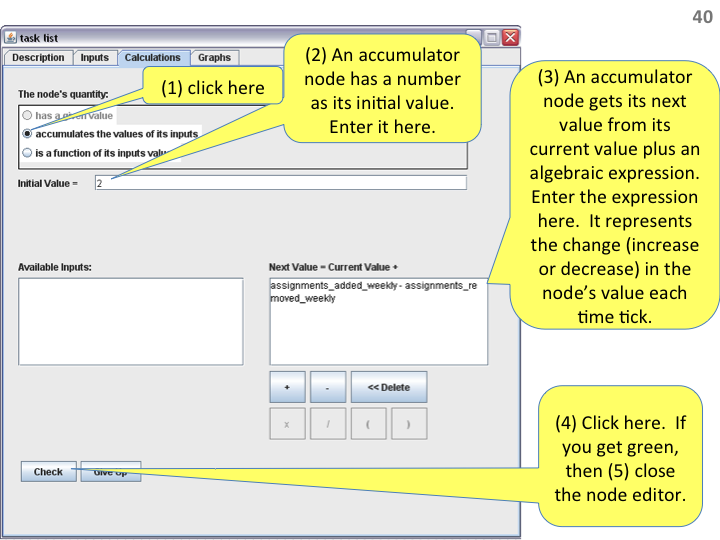 40
task list
Description Inputs Calculations Graphs
(1) click here
(2) An accumulator
node has a number
as its initial value.
Enter it here.
(3) An accumulator
node gets its next
value from its
current value plus an
algebraic expression.
Enter the expression
here. It represents
the change (increase
or decrease) in the
node's value each
time tick.
The node's quantity:
has a given value
accumulates the values of its inputs
is a function of its inputs
Initial Value = 2
Available Inputs:
Next Value = Current Value +
assignments_added_weekly - assignments_re
moved_weekly
+ - << Delete
x / ( )
(4) Click here. If
you get green,
then (5) close
the node editor.
Check Give Up